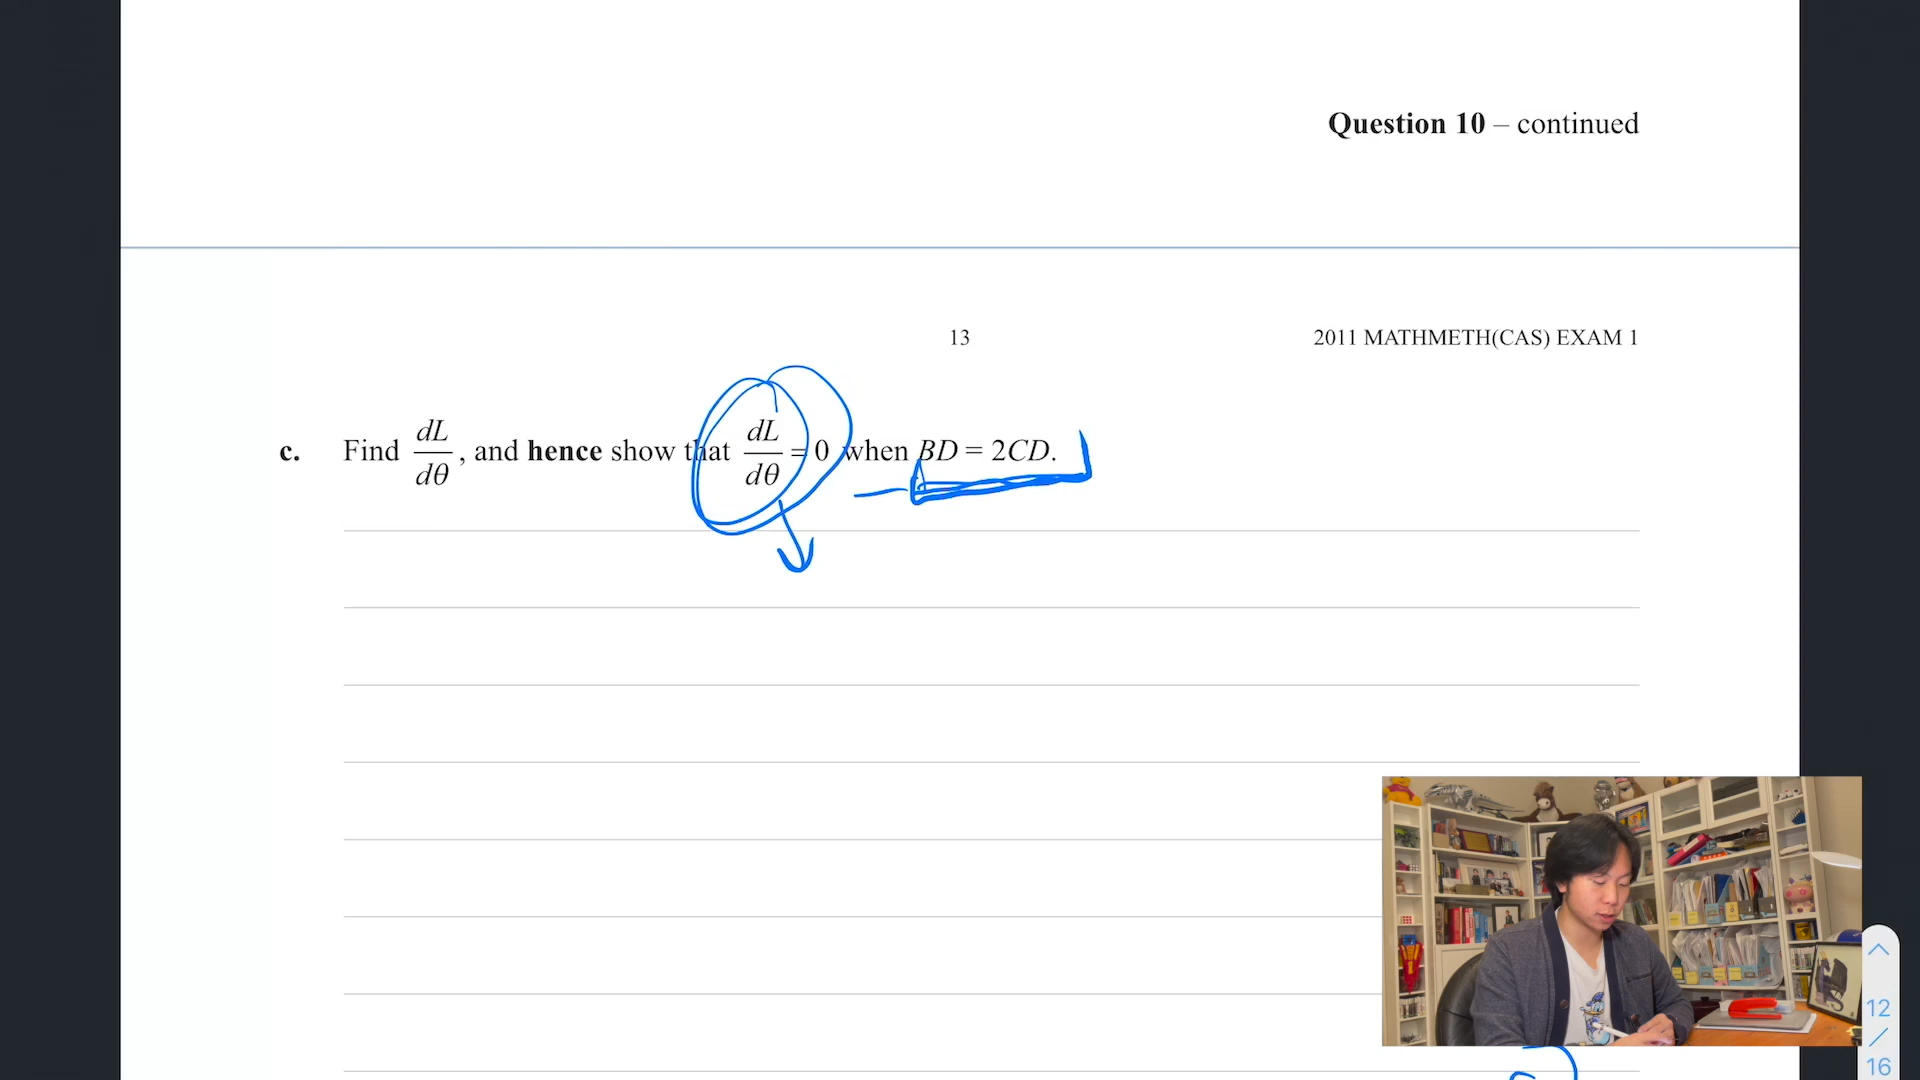 Question 10 – continued
13
2011 MATHMETH(CAS) EXAM 1
c. Find dL/dθ, and hence show that dL/dθ = 0 when BD = 2CD.
12
/
16